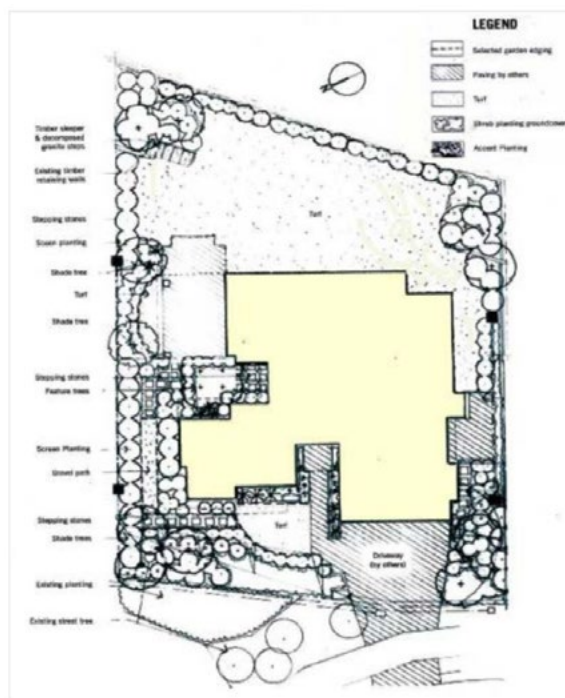 LEGEND
Selected garden edging
Paving by others
Turf
Shrub planting groundcover
Accent Planting
Timber sleeper
& decomposed
granite steps
Existing timber
retaining walls
Stepping stones
Screen planting
Shade tree
Turf
Shade tree
Stepping stones
Feature trees
Screen Planting
Gravel path
Stepping stones
Shade trees
Existing planting
Existing street tree
Turf
Turf
Driveway
(by others)